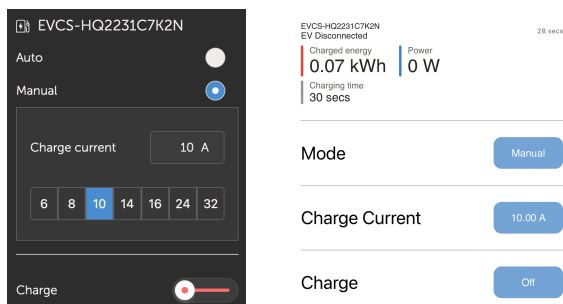 EVCS-HQ2231C7K2N
Auto
Manual
Charge current
10 A
6 8 10 14 16 24 32
Charge
EVCS-HQ2231C7K2N
EV Disconnected
28 secs
Charged energy
0.07 kWh
Power
0 W
Charging time
30 secs
Mode
Manual
Charge Current
10.00 A
Charge
Off